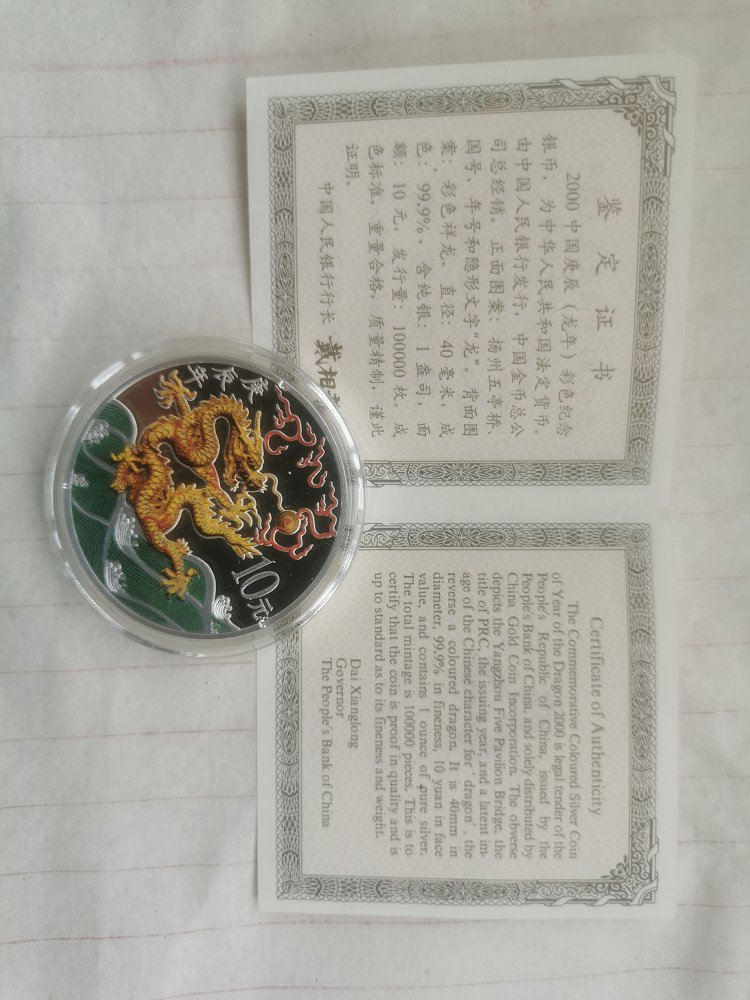 鉴定证书
2000 中国庚辰（龙年）彩色纪念
银币，为中华人民共和国法定货币。
由中国人民银行发行，中国金币总公
司总经销。正面图案：扬州五亭桥、
国号、年号和隐形文字“龙”。背面图
案：彩色祥龙。直径：40 毫米，成
色：99.9%，含纯银：1 盎司，面
额：10 元，发行量：100000 枚。成
色标准，重量合格，质量精制，谨此
证明。
中国人民银行行长 戴相
Certificate of Authenticity
The Commemorative Coloured Silver Coin
of Year of the Dragon 2000 is legal tender of the
People's Republic of China, issued by the
People's Bank of China, and solely distributed by
China Gold Coin Incorporation. The obverse
depicts the Yangzhou Five Pavilion Bridge, the
title of PRC, the issuing year, and a latent im-
age of the Chinese character for ‘dragon’, the
reverse a coloured dragon. It is 40mm in
diameter, 99.9% in fineness, 10 yuan in face
value, and contains 1 ounce of pure silver.
The total mintage is 100000 pieces. This is to
certify that the coin is proof in quality and is
up to standard as to its fineness and weight.
Dai Xianglong
Governor
The People's Bank of China
庚辰年
10元